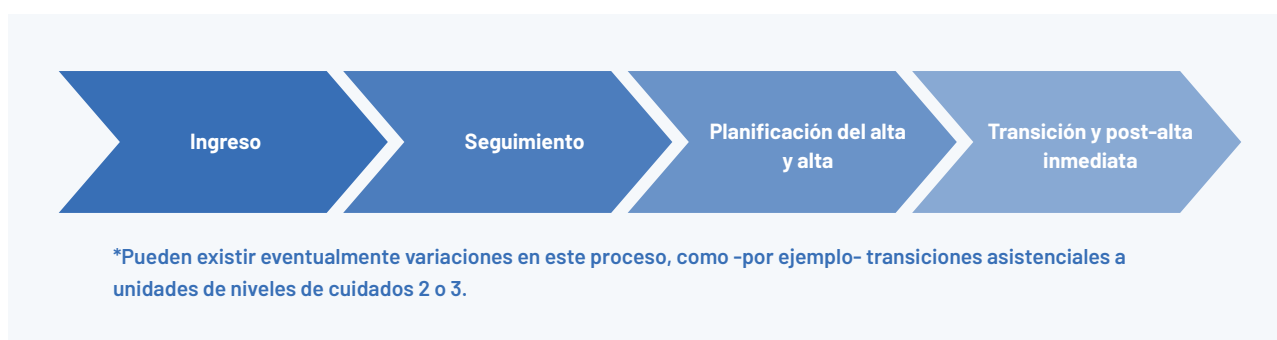 Ingreso
Seguimiento
Planificación del alta
y alta
Transición y post-alta
inmediata
*Pueden existir eventualmente variaciones en este proceso, como -por ejemplo- transiciones asistenciales a
unidades de niveles de cuidados 2 o 3.